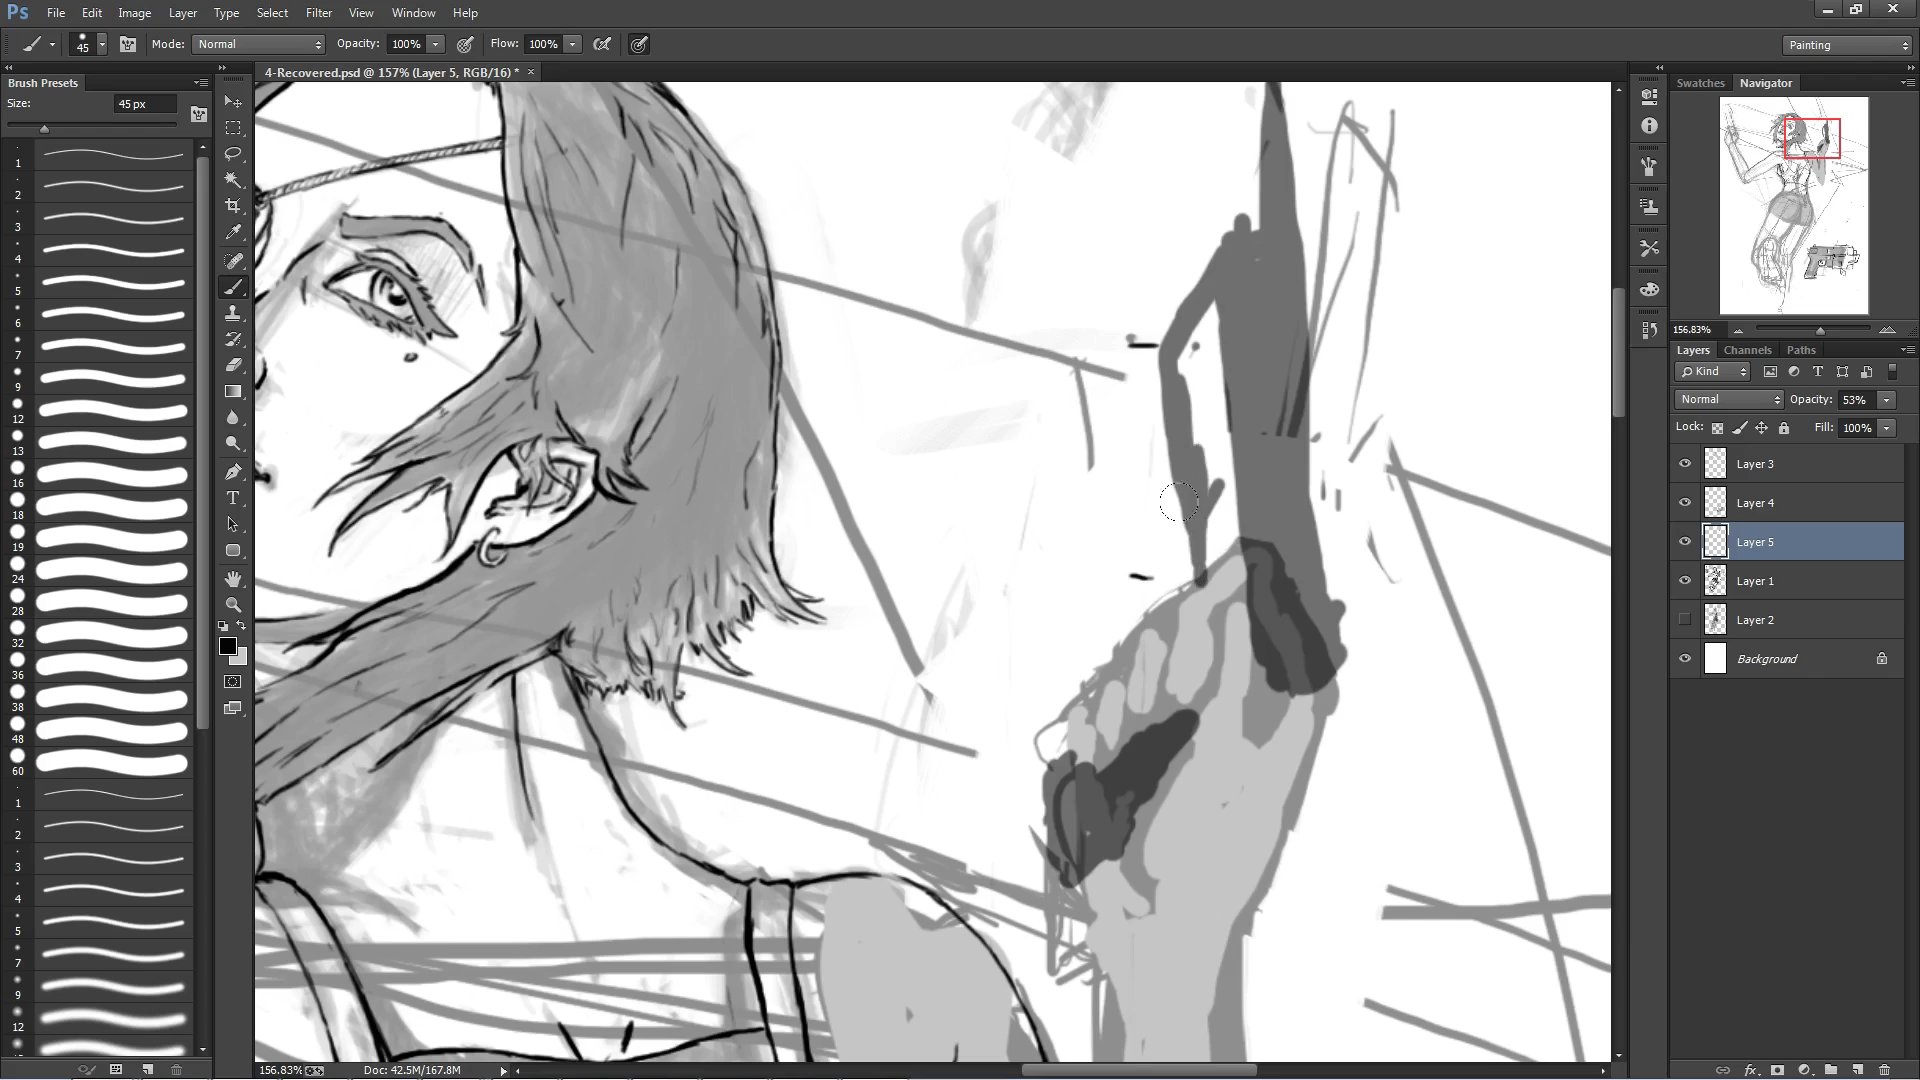 Ps File Edit Image Layer Type Select Filter View Window Help
45 Mode: Normal Opacity: 100% Flow: 100% Painting
4-Recovered.psd @ 157% (Layer 5, RGB/16) * ×
Brush Presets
Size: 45 px
1
2
3
4
5
6
7
9
12
13
16
18
19
24
28
32
36
38
48
60
1
2
3
4
5
7
9
12
T
Swatches Navigator
156.83%
Layers Channels Paths
Kind T
Normal Opacity: 53%
Lock: Fill: 100%
Layer 3
Layer 4
Layer 5
Layer 1
Layer 2
Background
fx
156.83% Doc: 42.5M/167.8M